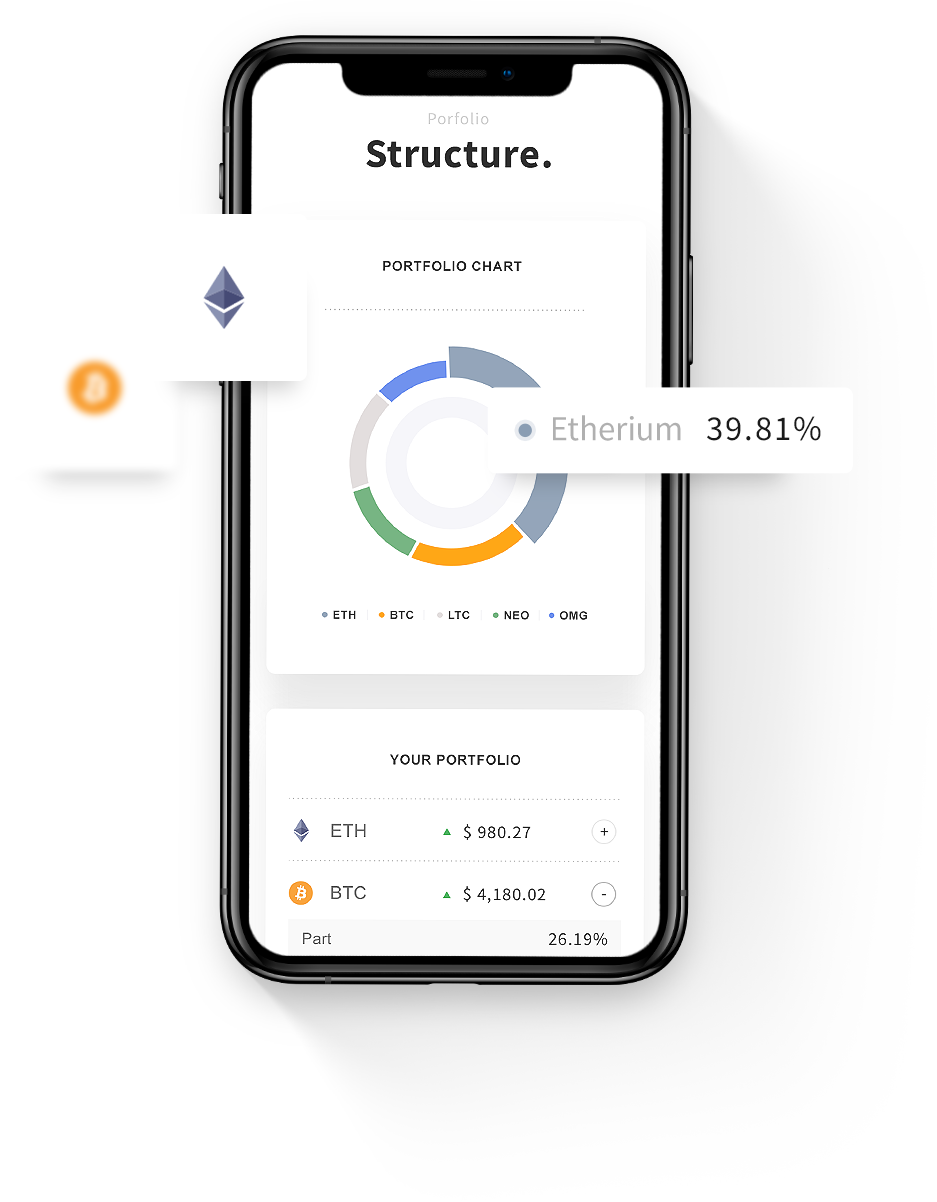 Porfolio
Structure.
PORTFOLIO CHART
Etherium 39.81%
ETH BTC LTC NEO OMG
YOUR PORTFOLIO
ETH $ 980.27 +
BTC $ 4,180.02 -
Part 26.19%